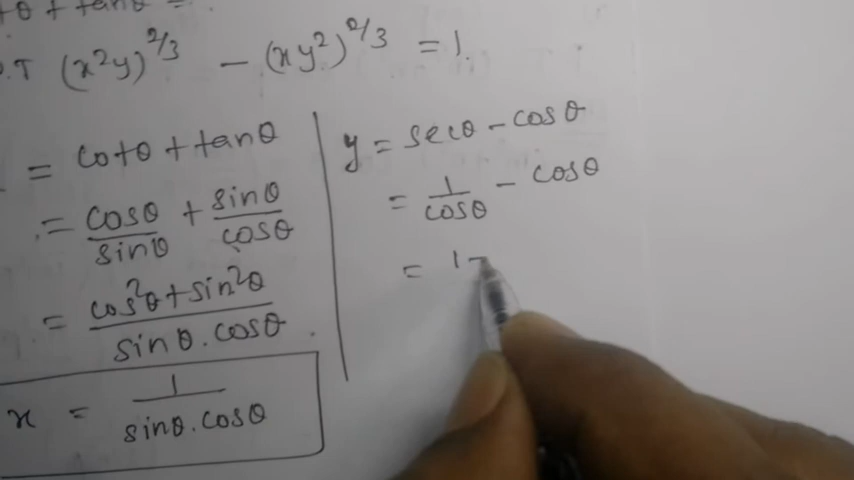 θ + tanθ =
P.T (x²y)^2/3 - (xy²)^2/3 = 1.
= cotθ + tanθ
= cosθ/sinθ + sinθ/cosθ
= cos²θ+sin²θ/sinθ.cosθ
x = 1/sinθ.cosθ
y = secθ - cosθ
= 1/cosθ - cosθ
= 1-